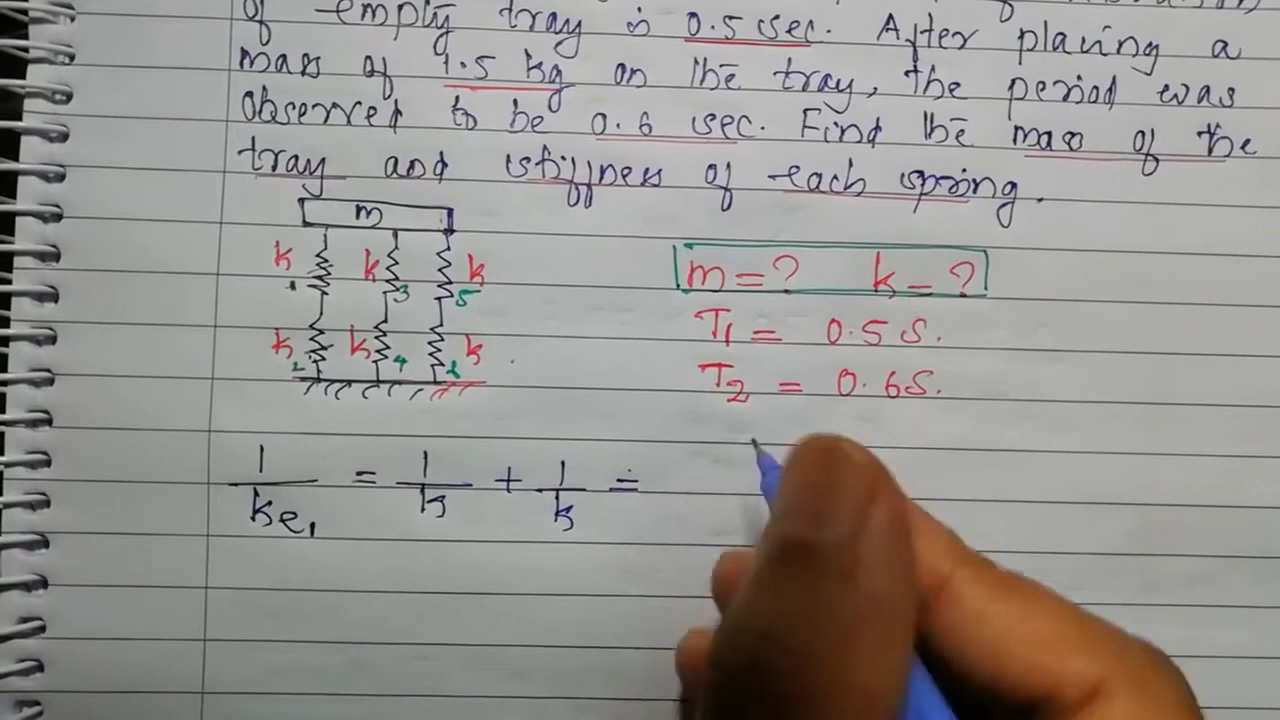 of empty tray is 0.5 sec. After placing a
mass of 1.5 kg on the tray, the period was
observed to be 0.6 sec. Find the mass of the
tray and stiffness of each spring.
m
k k k
1 3 5
k k k
2 4 6
m = ? k = ?
T1 = 0.5 S.
T2 = 0.6 S.
1/ke1 = 1/k + 1/k =